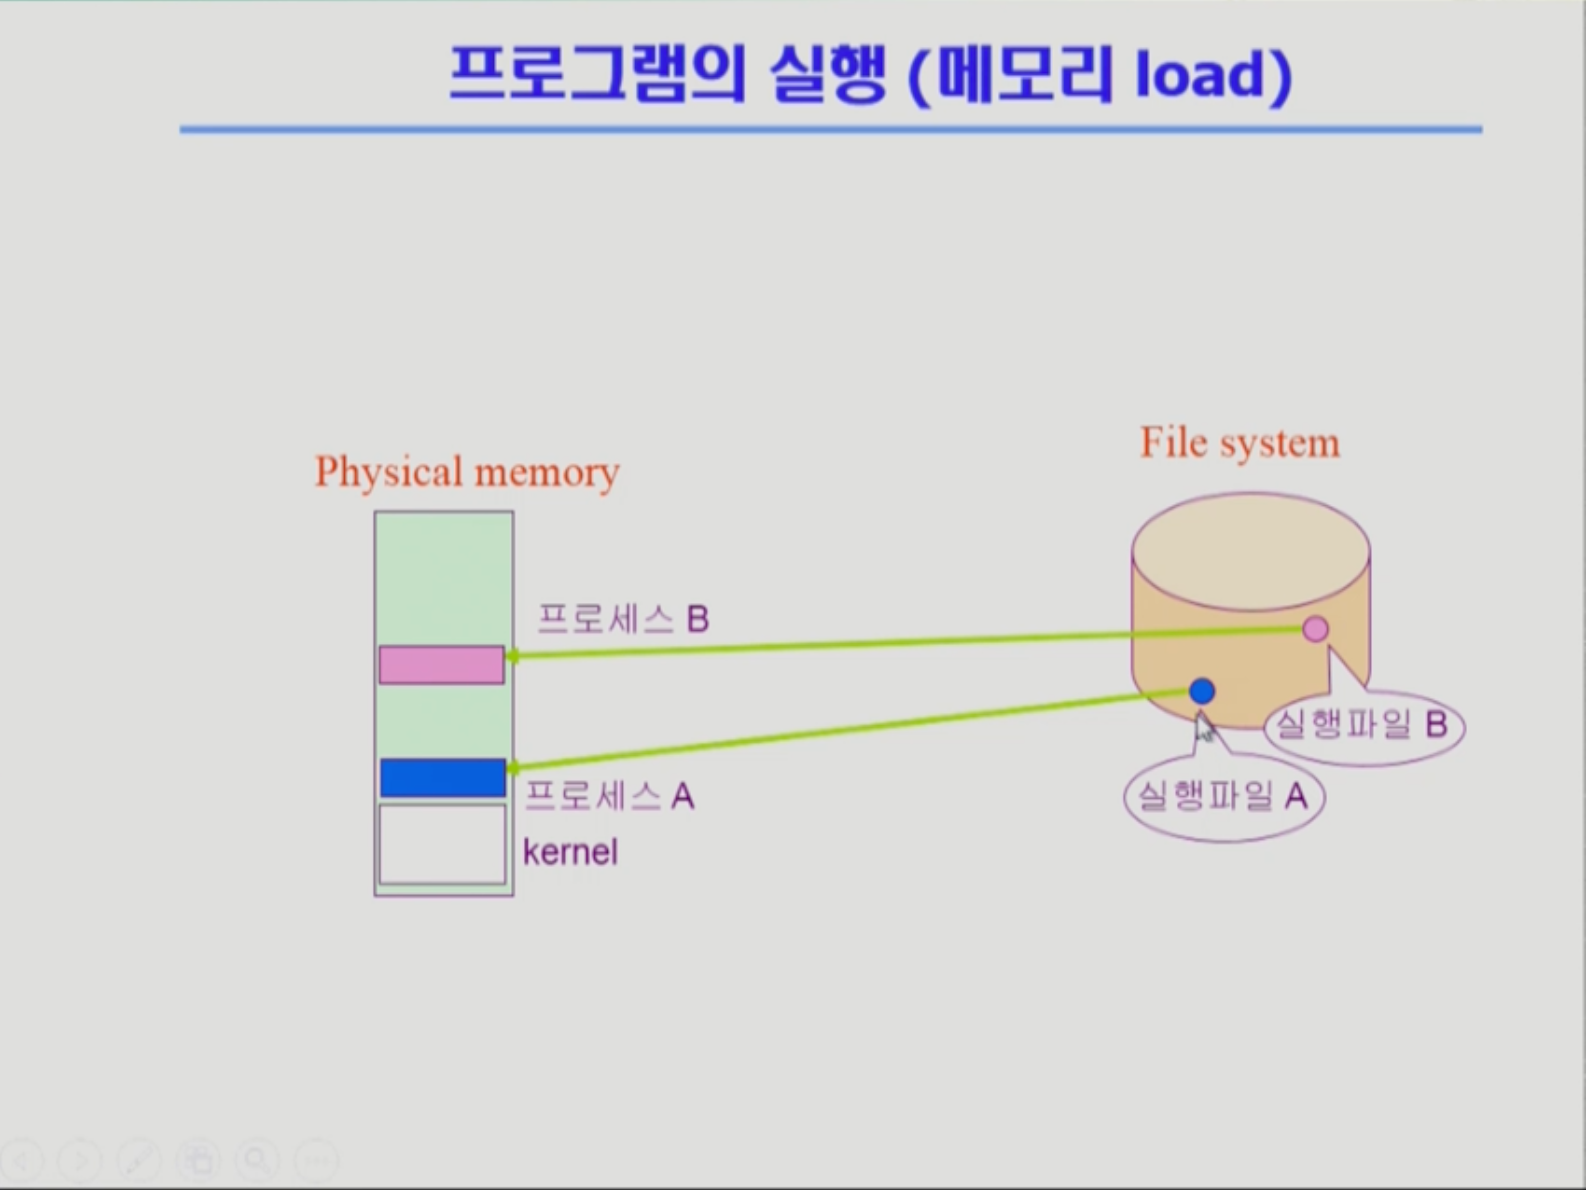 프로그램의 실행 (메모리 load)
File system
Physical memory
프로세스 B
실행파일 B
프로세스 A
실행파일 A
kernel